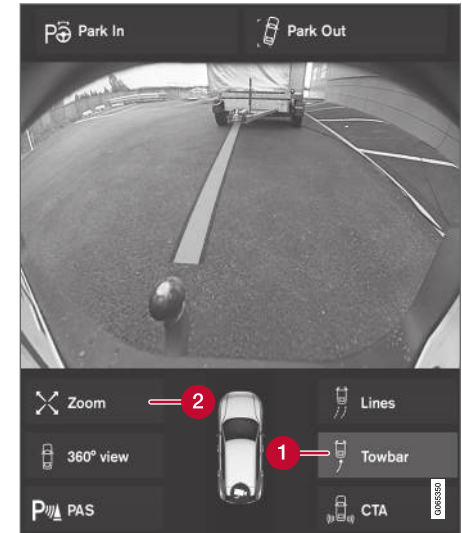 P Park In
Park Out
Zoom
2
Lines
360° view
1
Towbar
P PAS
CTA
G065350